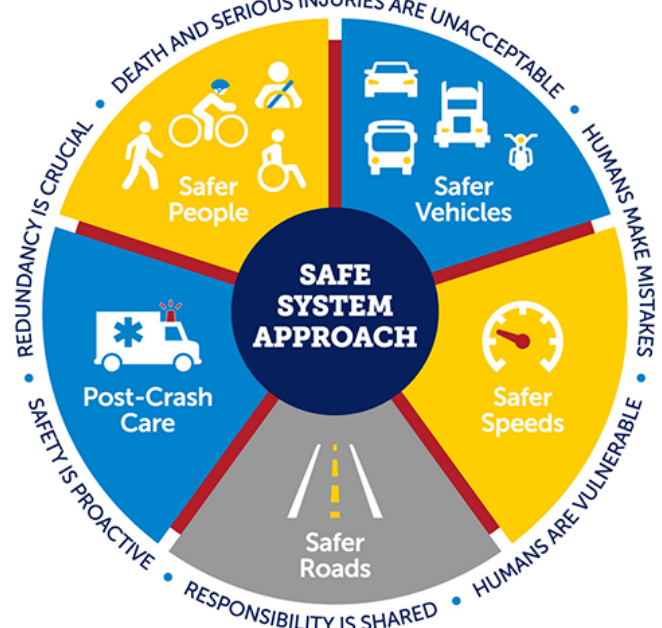 DEATH AND SERIOUS INJURIES ARE UNACCEPTABLE
HUMANS MAKE MISTAKES
HUMANS ARE VULNERABLE
RESPONSIBILITY IS SHARED
SAFETY IS PROACTIVE
REDUNDANCY IS CRUCIAL
Safer
People
Safer
Vehicles
SAFE
SYSTEM
APPROACH
Post-Crash
Care
Safer
Speeds
Safer
Roads